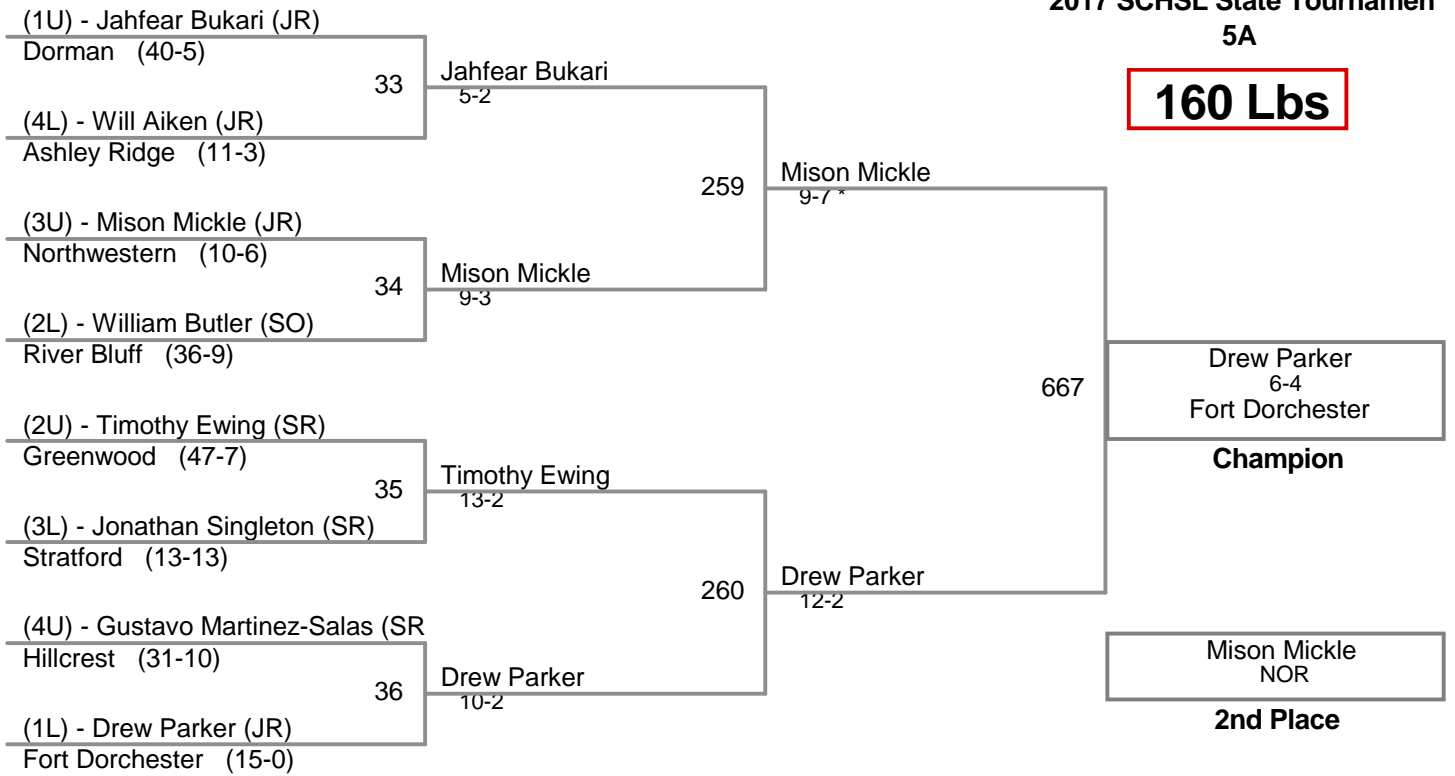 2017 SCHSL State Tournamen
5A
160 Lbs
(1U) - Jahfear Bukari (JR)
Dorman (40-5)
33
Jahfear Bukari
5-2
(4L) - Will Aiken (JR)
Ashley Ridge (11-3)
259
Mison Mickle
9-7 *
(3U) - Mison Mickle (JR)
Northwestern (10-6)
34
Mison Mickle
9-3
(2L) - William Butler (SO)
River Bluff (36-9)
667
Drew Parker
6-4
Fort Dorchester
Champion
(2U) - Timothy Ewing (SR)
Greenwood (47-7)
35
Timothy Ewing
13-2
(3L) - Jonathan Singleton (SR)
Stratford (13-13)
260
Drew Parker
12-2
(4U) - Gustavo Martinez-Salas (SR
Hillcrest (31-10)
36
Drew Parker
10-2
(1L) - Drew Parker (JR)
Fort Dorchester (15-0)
Mison Mickle
NOR
2nd Place